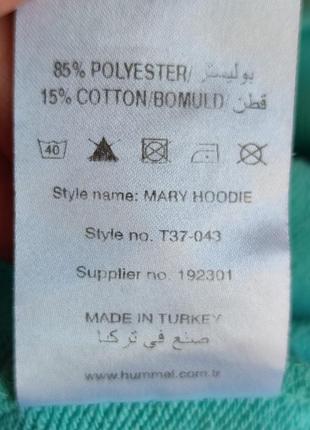 85% POLYESTER/ بوليستر
15% COTTON/BOMULD/ قطن
40
Style name: MARY HOODIE
Style no. T37-043
Supplier no. 192301
MADE IN TURKEY
صنع في تركيا
www.hummel.com.tr